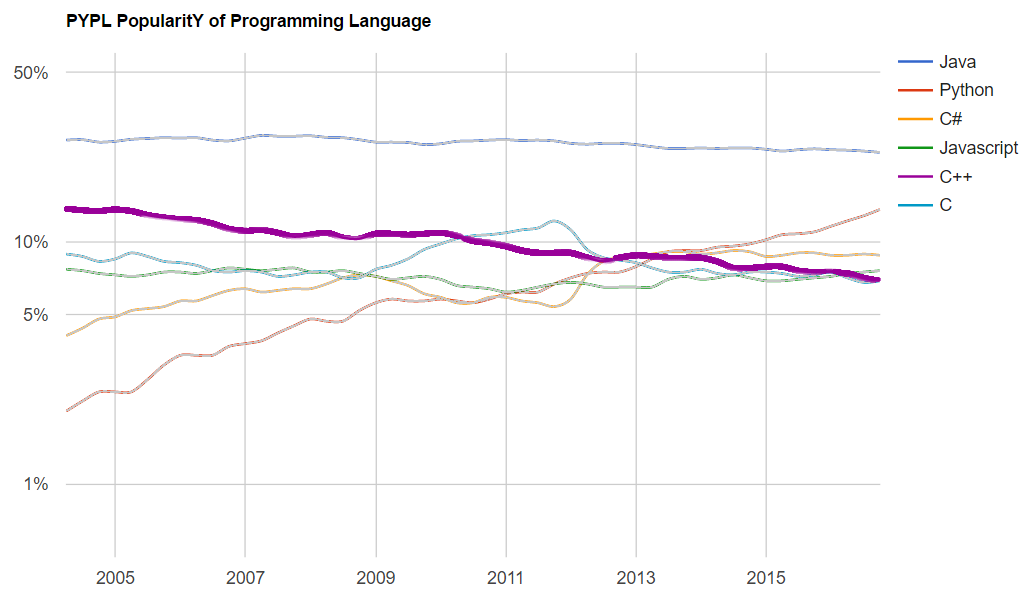 PYPL PopularitY of Programming Language
50%
10%
5%
1%
2005 2007 2009 2011 2013 2015
Java
Python
C#
Javascript
C++
C